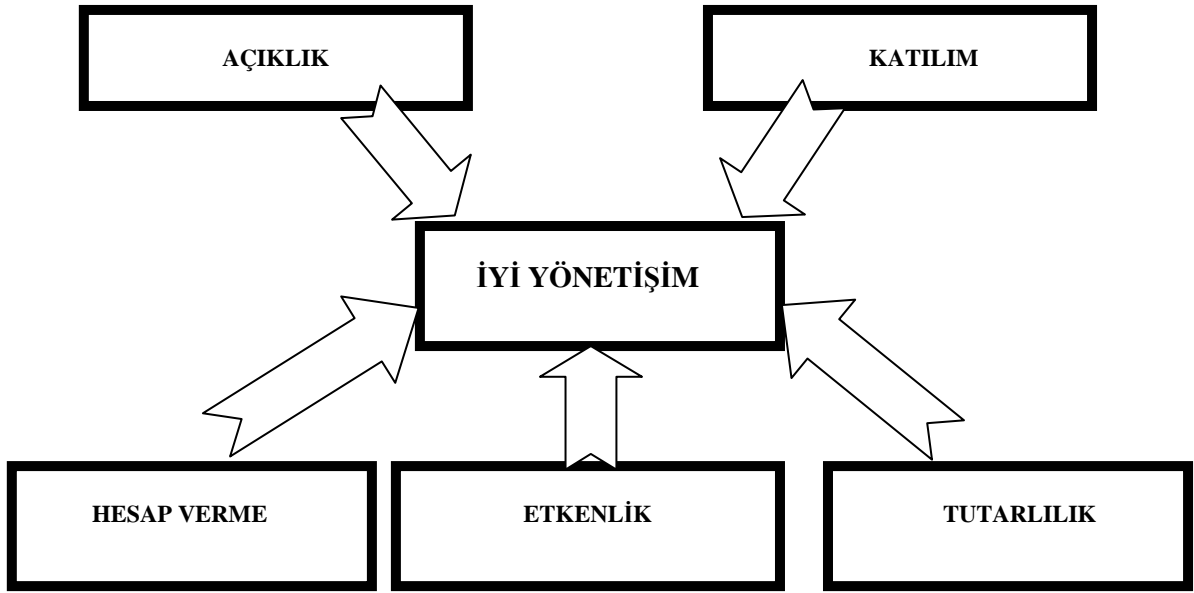 AÇIKLIK
KATILIM
İYİ YÖNETİŞİM
HESAP VERME
ETKENLİK
TUTARLILIK